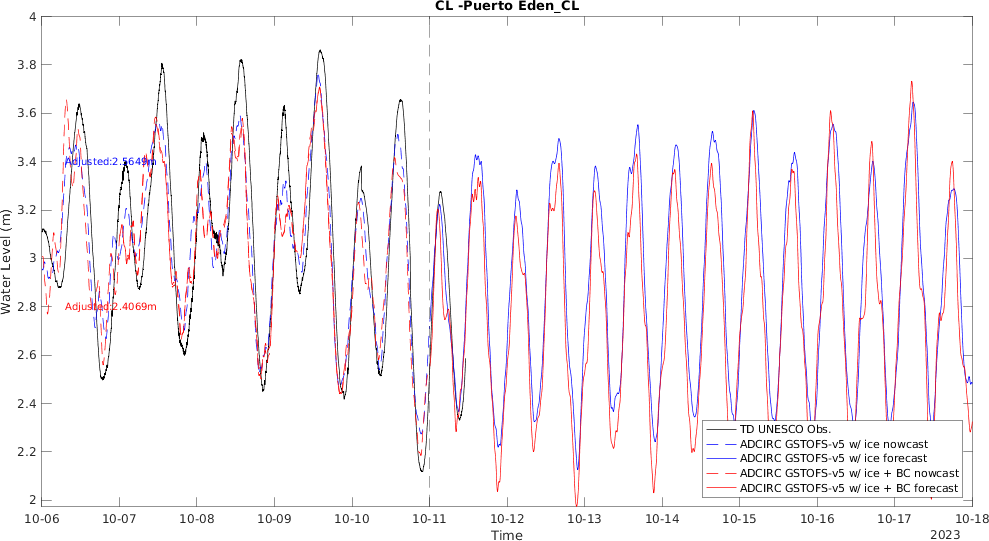 CL -Puerto Eden_CL
4
3.8
3.6
3.4
3.2
3
2.8
2.6
2.4
2.2
2
Water Level (m)
Adjusted:2.5649m
Adjusted:2.4069m
TD UNESCO Obs.
ADCIRC GSTOFS-v5 w/ ice nowcast
ADCIRC GSTOFS-v5 w/ ice forecast
ADCIRC GSTOFS-v5 w/ ice + BC nowcast
ADCIRC GSTOFS-v5 w/ ice + BC forecast
10-06 10-07 10-08 10-09 10-10 10-11 10-12 10-13 10-14 10-15 10-16 10-17 10-18
Time
2023